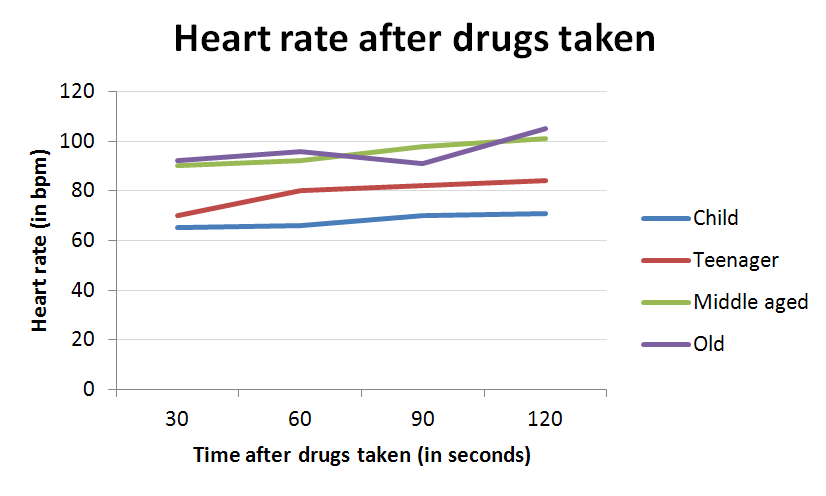 Heart rate after drugs taken
Heart rate (in bpm)
120
100
80
60
40
20
0
30 60 90 120
Time after drugs taken (in seconds)
Child
Teenager
Middle aged
Old